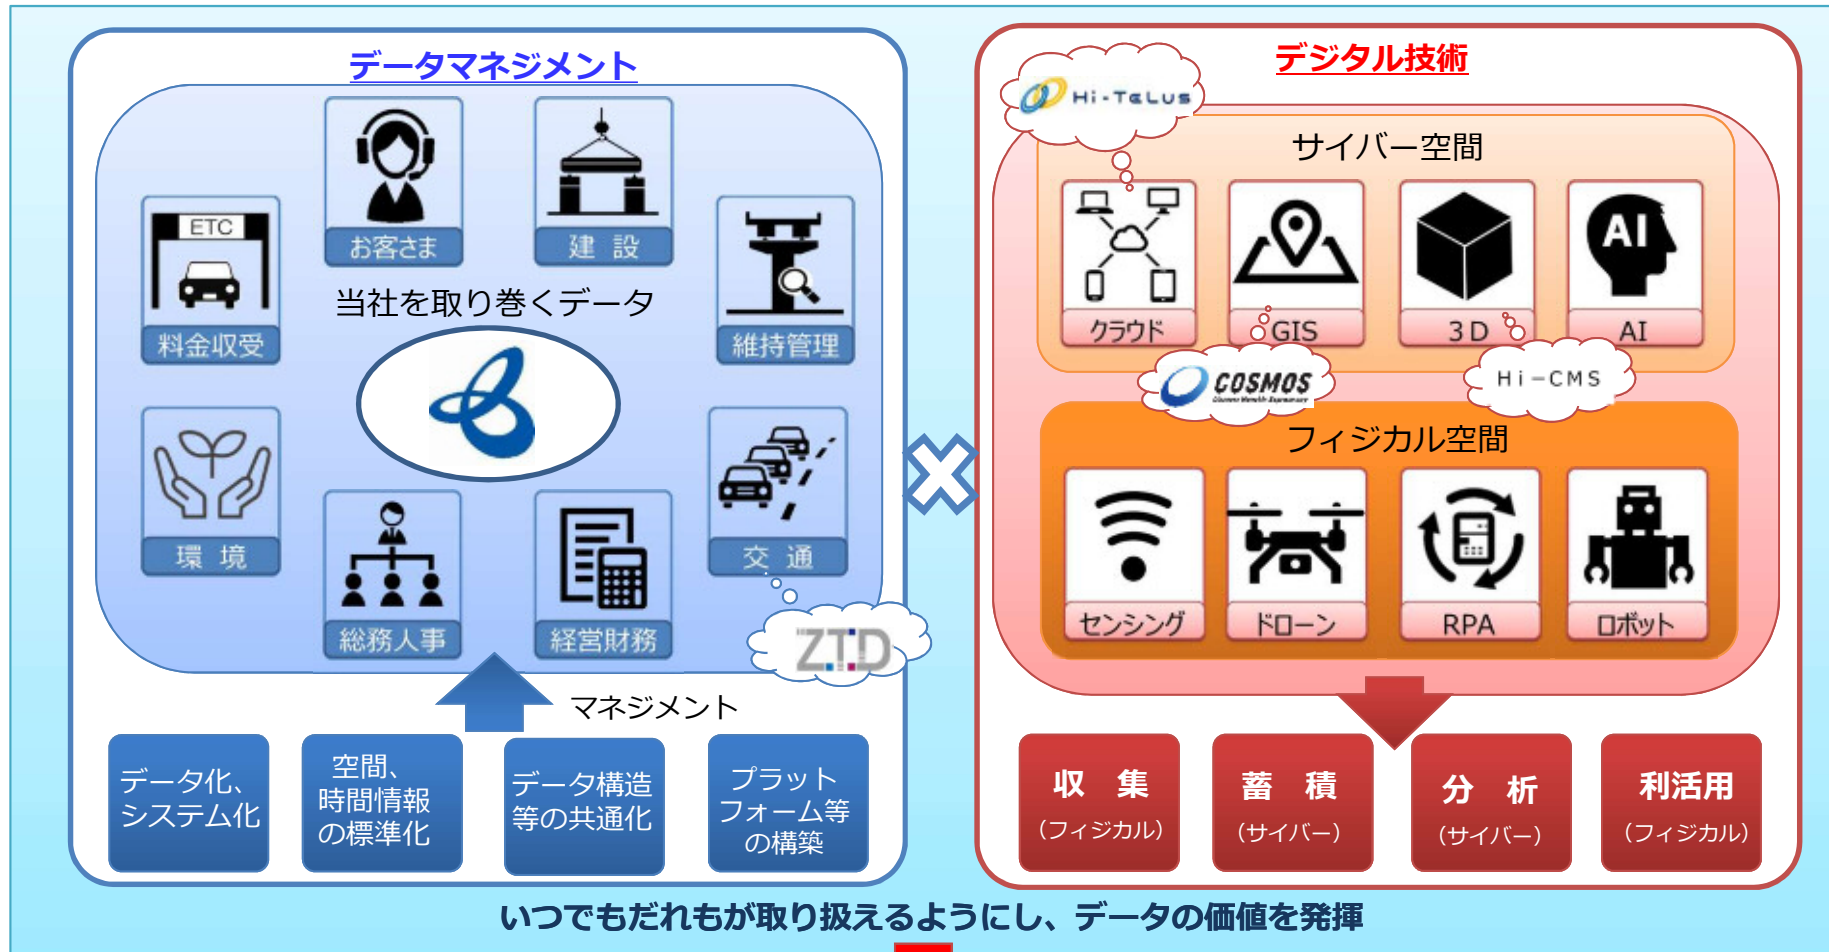 データマネジメント
お客さま
建 設
ETC
料金収受
維持管理
当社を取り巻くデータ
環 境
交 通
総務人事
経営財務
ZTD
マネジメント
データ化、
システム化
空間、
時間情報
の標準化
データ構造
等の共通化
プラット
フォーム等
の構築
デジタル技術
Hi-TeLus
サイバー空間
クラウド
GIS
3D
AI
AI
COSMOS
Hi-CMS
フィジカル空間
センシング
ドローン
RPA
ロボット
収 集
(フィジカル)
蓄 積
(サイバー)
分 析
(サイバー)
利活用
(フィジカル)
いつでもだれもが取り扱えるようにし、データの価値を発揮